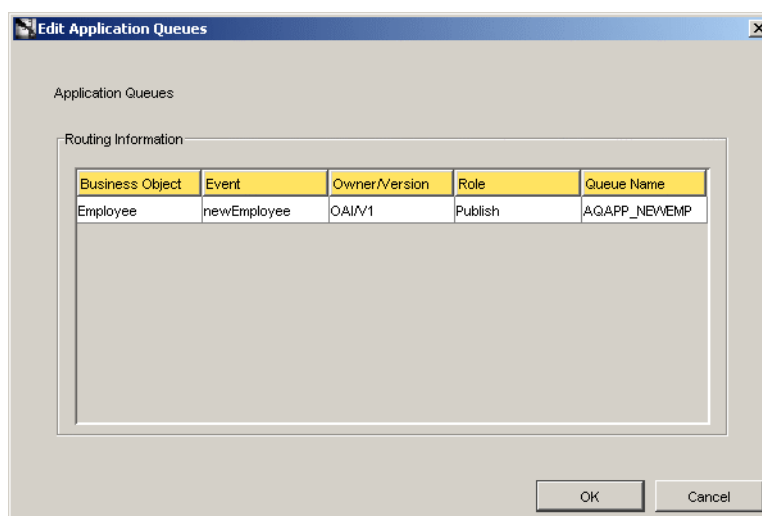 Edit Application Queues
Application Queues
Routing Information
Business Object Event Owner/Version Role Queue Name
Employee newEmployee OAI/V1 Publish AQAPP_NEWEMP
OK Cancel